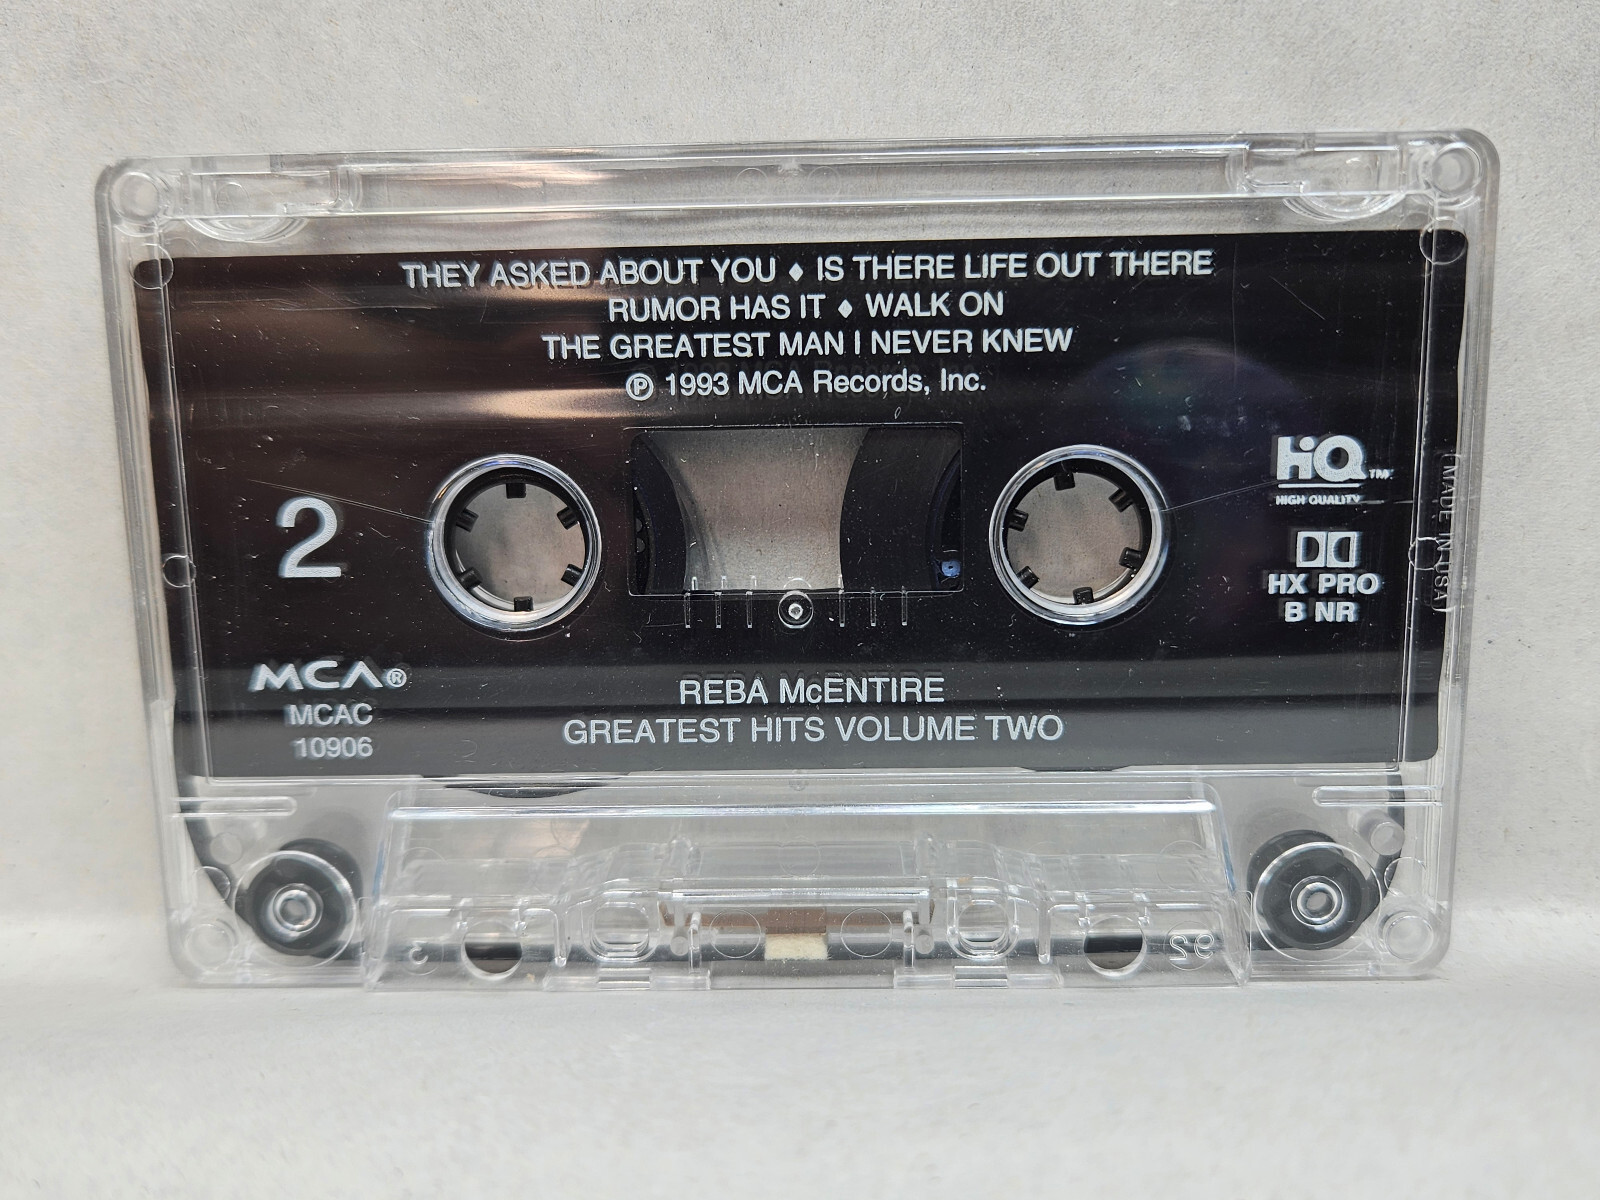 THEY ASKED ABOUT YOU ♦ IS THERE LIFE OUT THERE
RUMOR HAS IT ♦ WALK ON
THE GREATEST MAN I NEVER KNEW
℗ 1993 MCA Records, Inc.
2
HiQ™
HIGH QUALITY
HX PRO
B NR
(MADE IN USA)
MCA®
MCAC
10906
REBA McENTIRE
GREATEST HITS VOLUME TWO